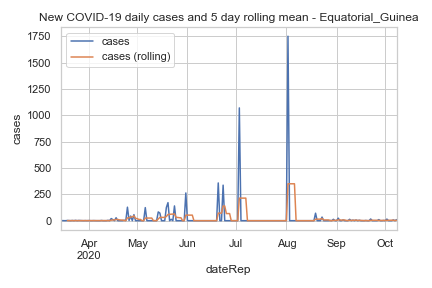 New COVID-19 daily cases and 5 day rolling mean - Equatorial_Guinea
cases
cases (rolling)
1750
1500
1250
1000
750
500
250
0
cases
Apr
2020
May
Jun
Jul
Aug
Sep
Oct
dateRep